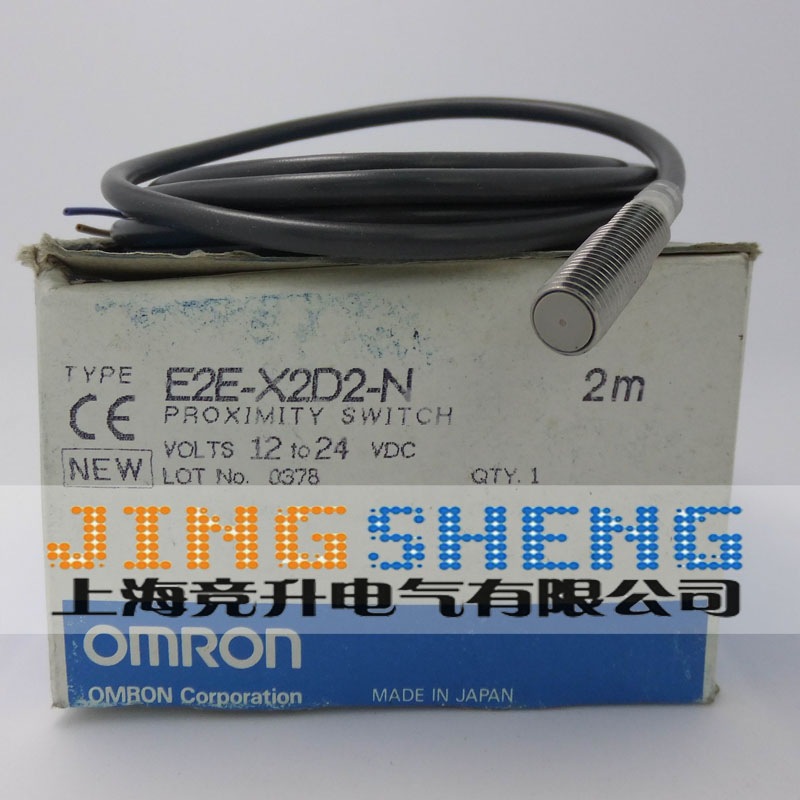 TYPE E2E-X2D2-N 2m
CE PROXIMITY SWITCH
VOLTS 12 to 24 VDC
NEW LOT No. 0378 QTY. 1
JINGSHENG
上海竞升电气有限公司
OMRON
OMRON Corporation MADE IN JAPAN